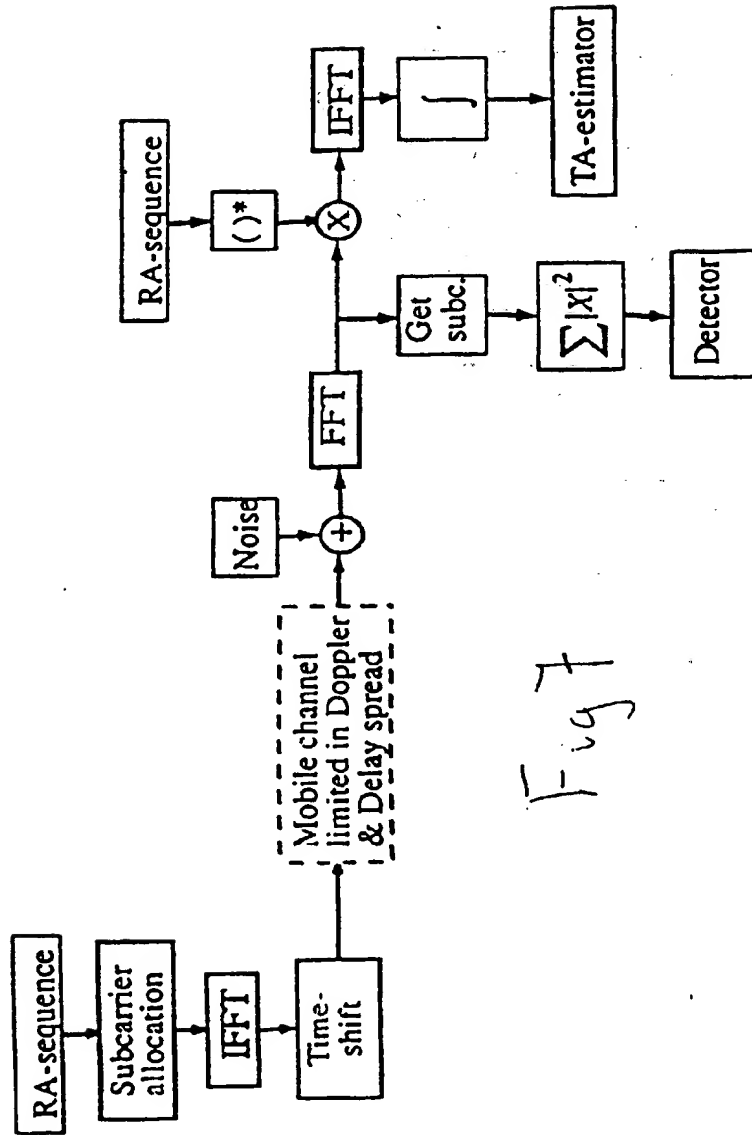 RA-sequence
Subcarrier
allocation
IFFT
Time-
shift
Mobile channel
limited in Doppler
& Delay spread
Noise
+
FFT
RA-sequence
( )*
X
IFFT
∫
TA-estimator
Get
subc.
∑|X|²
Detector
Fig 7